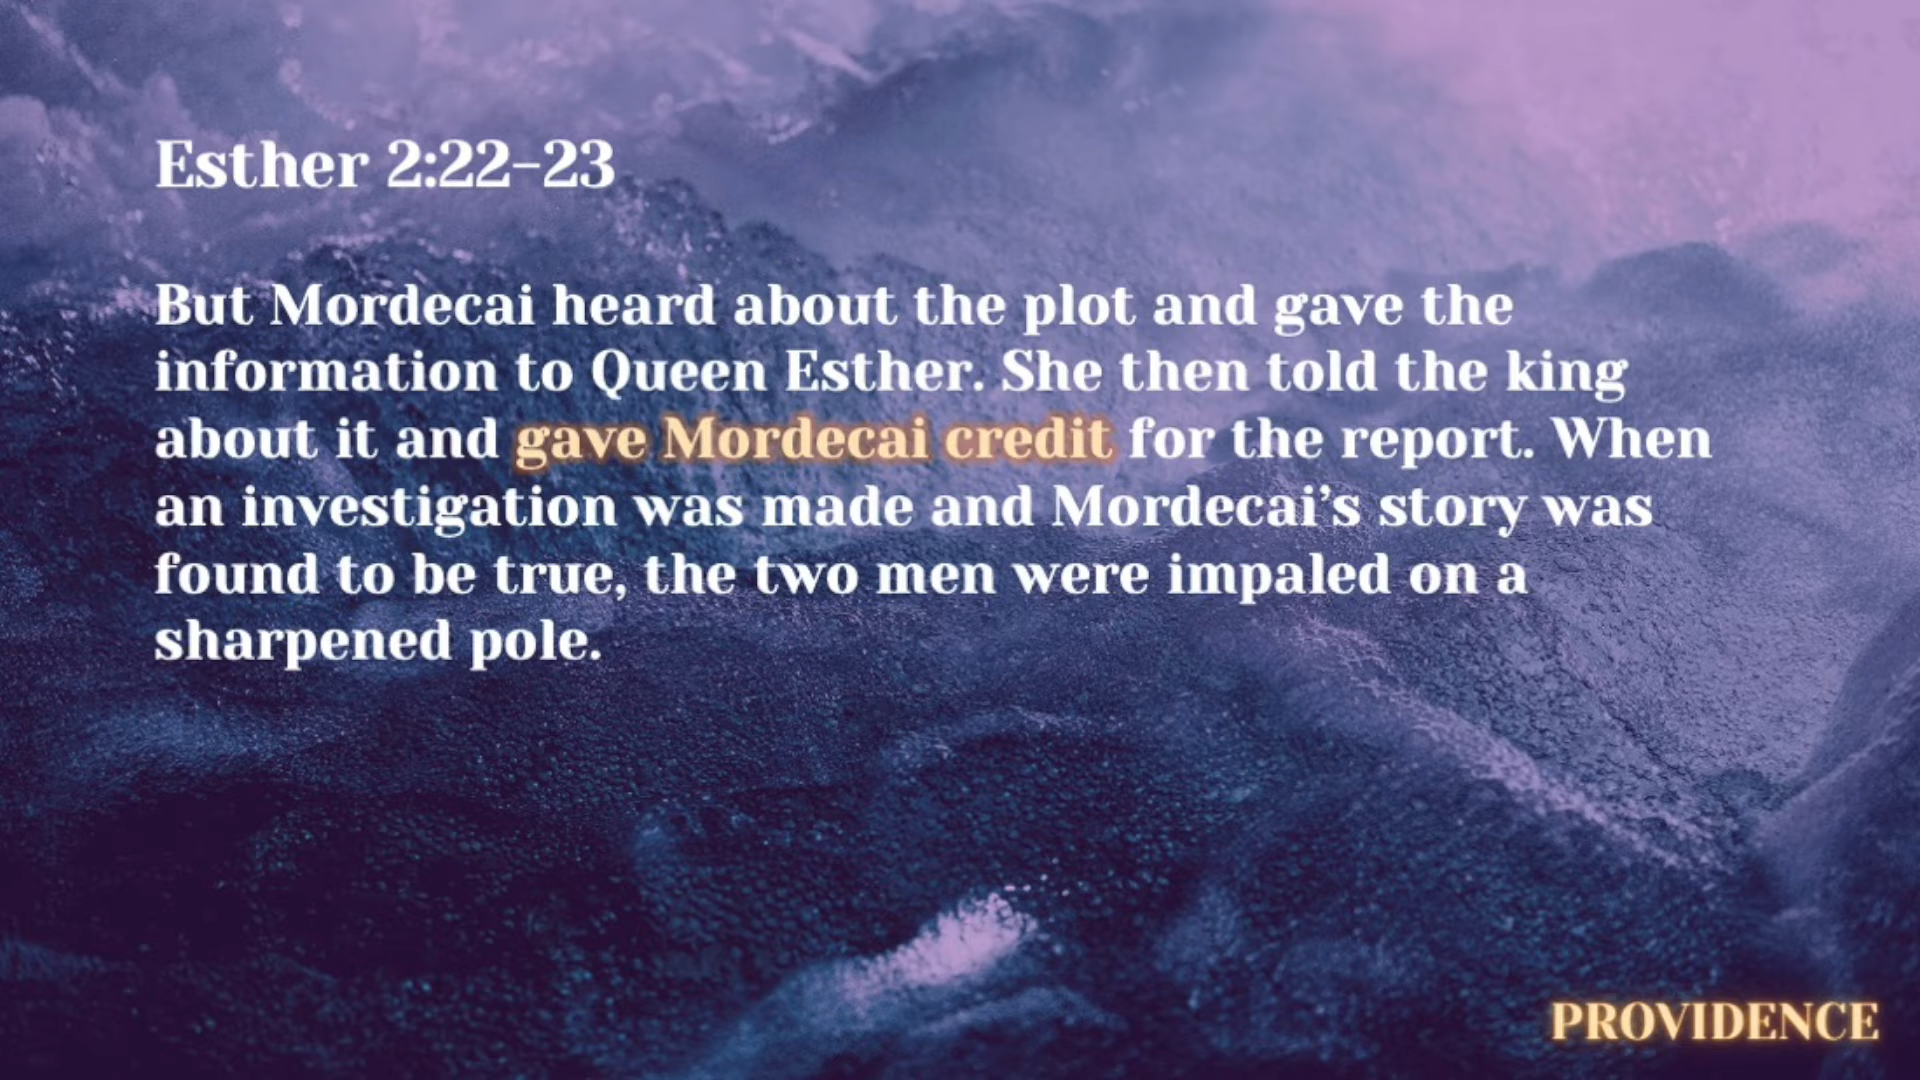 Esther 2:22–23
But Mordecai heard about the plot and gave the
information to Queen Esther. She then told the king
about it and gave Mordecai credit for the report. When
an investigation was made and Mordecai’s story was
found to be true, the two men were impaled on a
sharpened pole.
PROVIDENCE